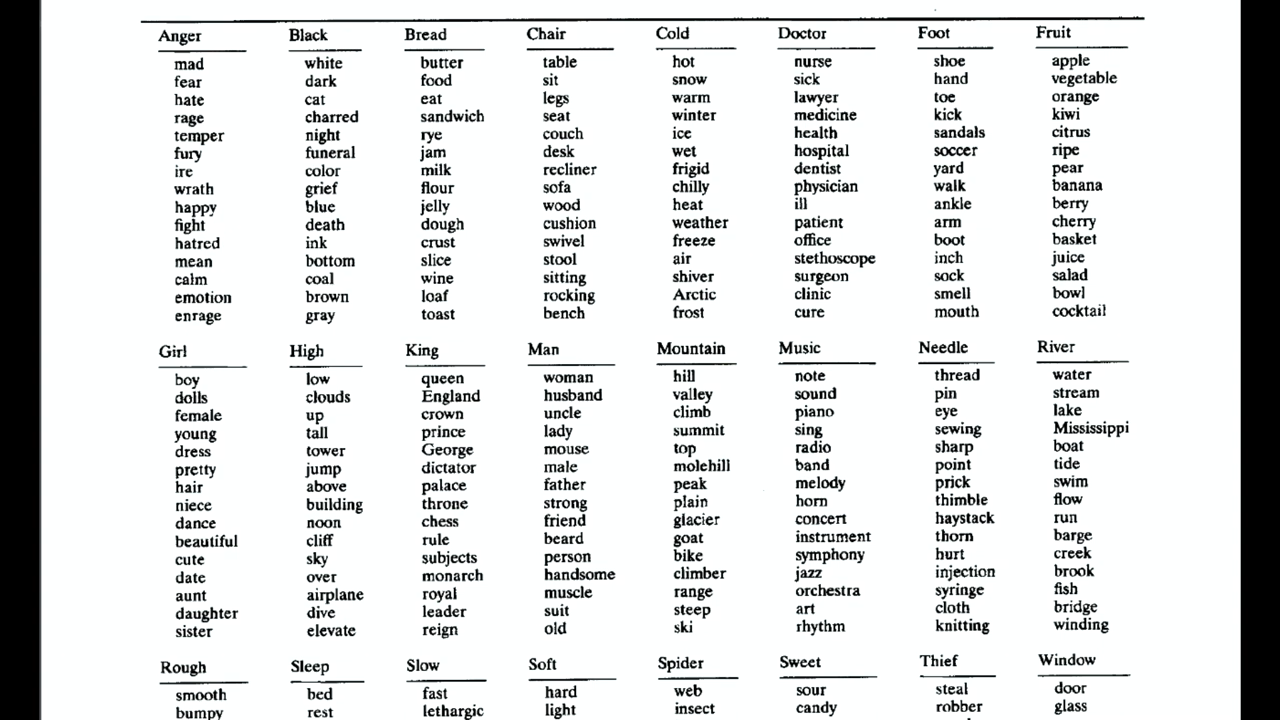 Anger Black Bread Chair Cold Doctor Foot Fruit
mad white butter table hot nurse shoe apple
fear dark food sit snow sick hand vegetable
hate cat eat legs warm lawyer toe orange
rage charred sandwich seat winter medicine kick kiwi
temper night rye couch ice health sandals citrus
fury funeral jam desk wet hospital soccer ripe
ire color milk recliner frigid dentist yard pear
wrath grief flour sofa chilly physician walk banana
happy blue jelly wood heat ill ankle berry
fight death dough cushion weather patient arm cherry
hatred ink crust swivel freeze office boot basket
mean bottom slice stool air stethoscope inch juice
calm coal wine sitting shiver surgeon sock salad
emotion brown loaf rocking Arctic clinic smell bowl
enrage gray toast bench frost cure mouth cocktail
Girl High King Man Mountain Music Needle River
boy low queen woman hill note thread water
dolls clouds England husband valley sound pin stream
female up crown uncle climb piano eye lake
young tall prince lady summit sing sewing Mississippi
dress tower George mouse top radio sharp boat
pretty jump dictator male molehill band point tide
hair above palace father peak melody prick swim
niece building throne strong plain horn thimble flow
dance noon chess friend glacier concert haystack run
beautiful cliff rule beard goat instrument thorn barge
cute sky subjects person bike symphony hurt creek
date over monarch handsome climber jazz injection brook
aunt airplane royal muscle range orchestra syringe fish
daughter dive leader suit steep art cloth bridge
sister elevate reign old ski rhythm knitting winding
Rough Sleep Slow Soft Spider Sweet Thief Window
smooth bed fast hard web sour steal door
bumpy rest lethargic light insect candy robber glass